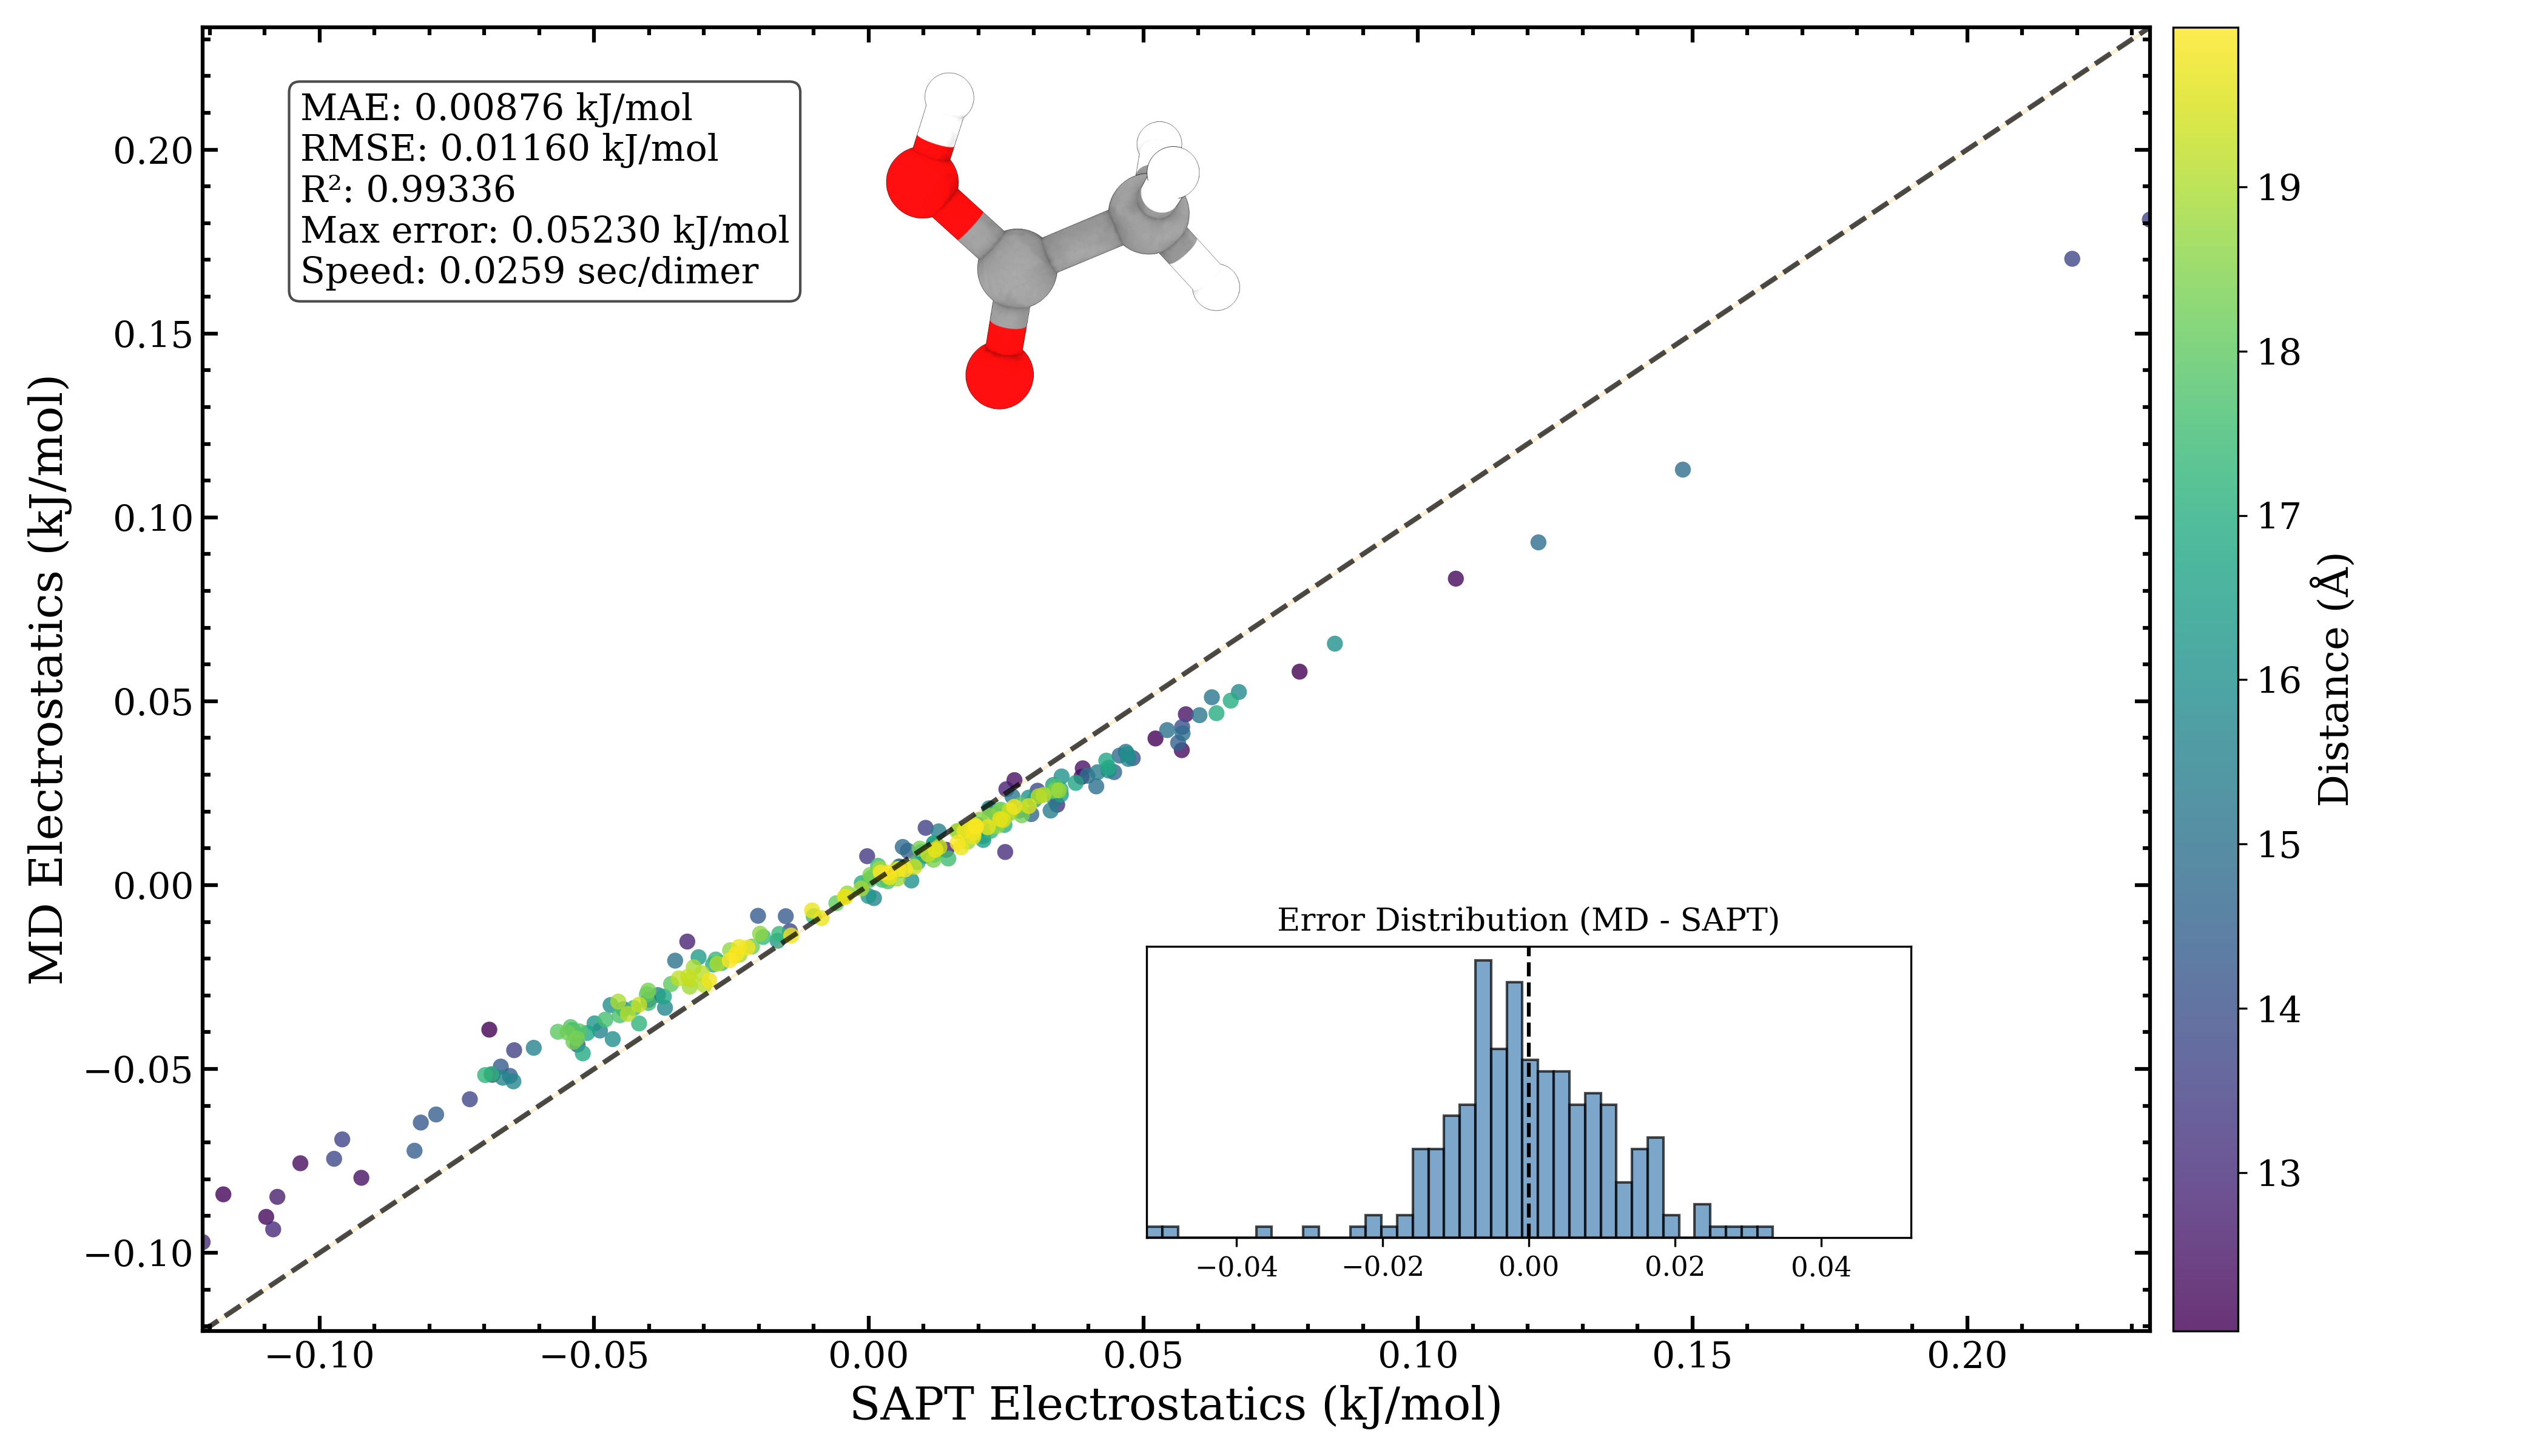 MAE: 0.00876 kJ/mol
RMSE: 0.01160 kJ/mol
R²: 0.99336
Max error: 0.05230 kJ/mol
Speed: 0.0259 sec/dimer
MD Electrostatics (kJ/mol)
0.20
0.15
0.10
0.05
0.00
−0.05
−0.10
−0.10 −0.05 0.00 0.05 0.10 0.15 0.20
SAPT Electrostatics (kJ/mol)
Error Distribution (MD - SAPT)
−0.04 −0.02 0.00 0.02 0.04
19
18
17
16
15
14
13
Distance (Å)